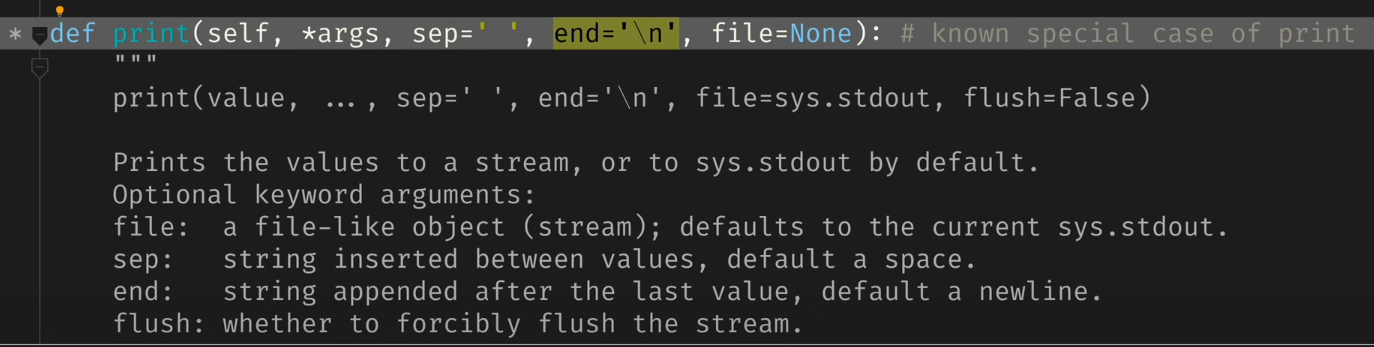 * def print(self, *args, sep=' ', end='\n', file=None): # known special case of print
"""
print(value, ..., sep=' ', end='\n', file=sys.stdout, flush=False)
Prints the values to a stream, or to sys.stdout by default.
Optional keyword arguments:
file:  a file-like object (stream); defaults to the current sys.stdout.
sep:   string inserted between values, default a space.
end:   string appended after the last value, default a newline.
flush: whether to forcibly flush the stream.